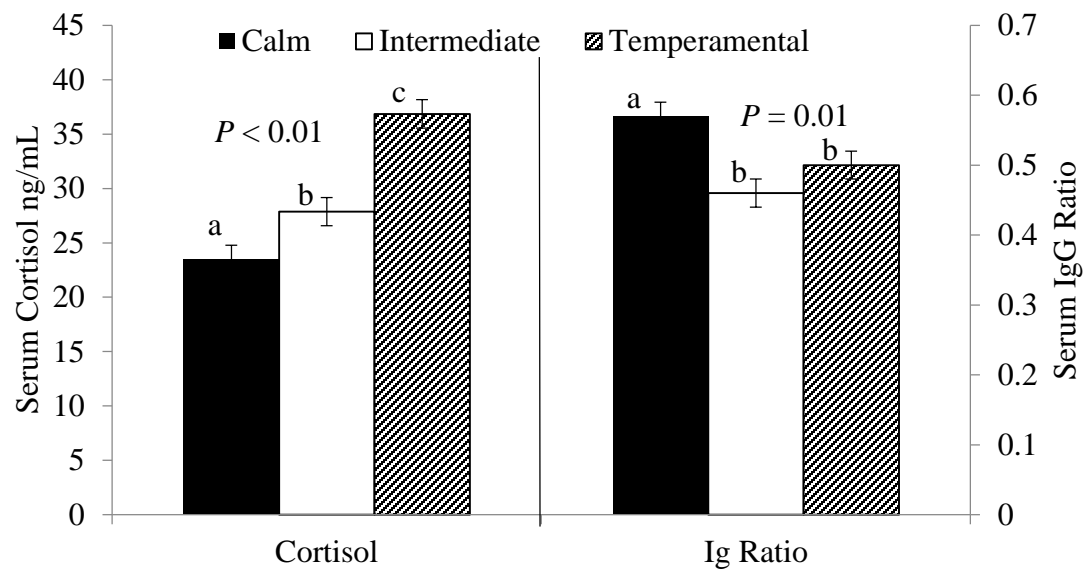 Serum Cortisol ng/mL
45
40
35
30
25
20
15
10
5
0
Calm Intermediate Temperamental
P < 0.01
a
b
c
P = 0.01
a
b
b
Cortisol
Ig Ratio
0.7
0.6
0.5
0.4
0.3
0.2
0.1
0
Serum IgG Ratio